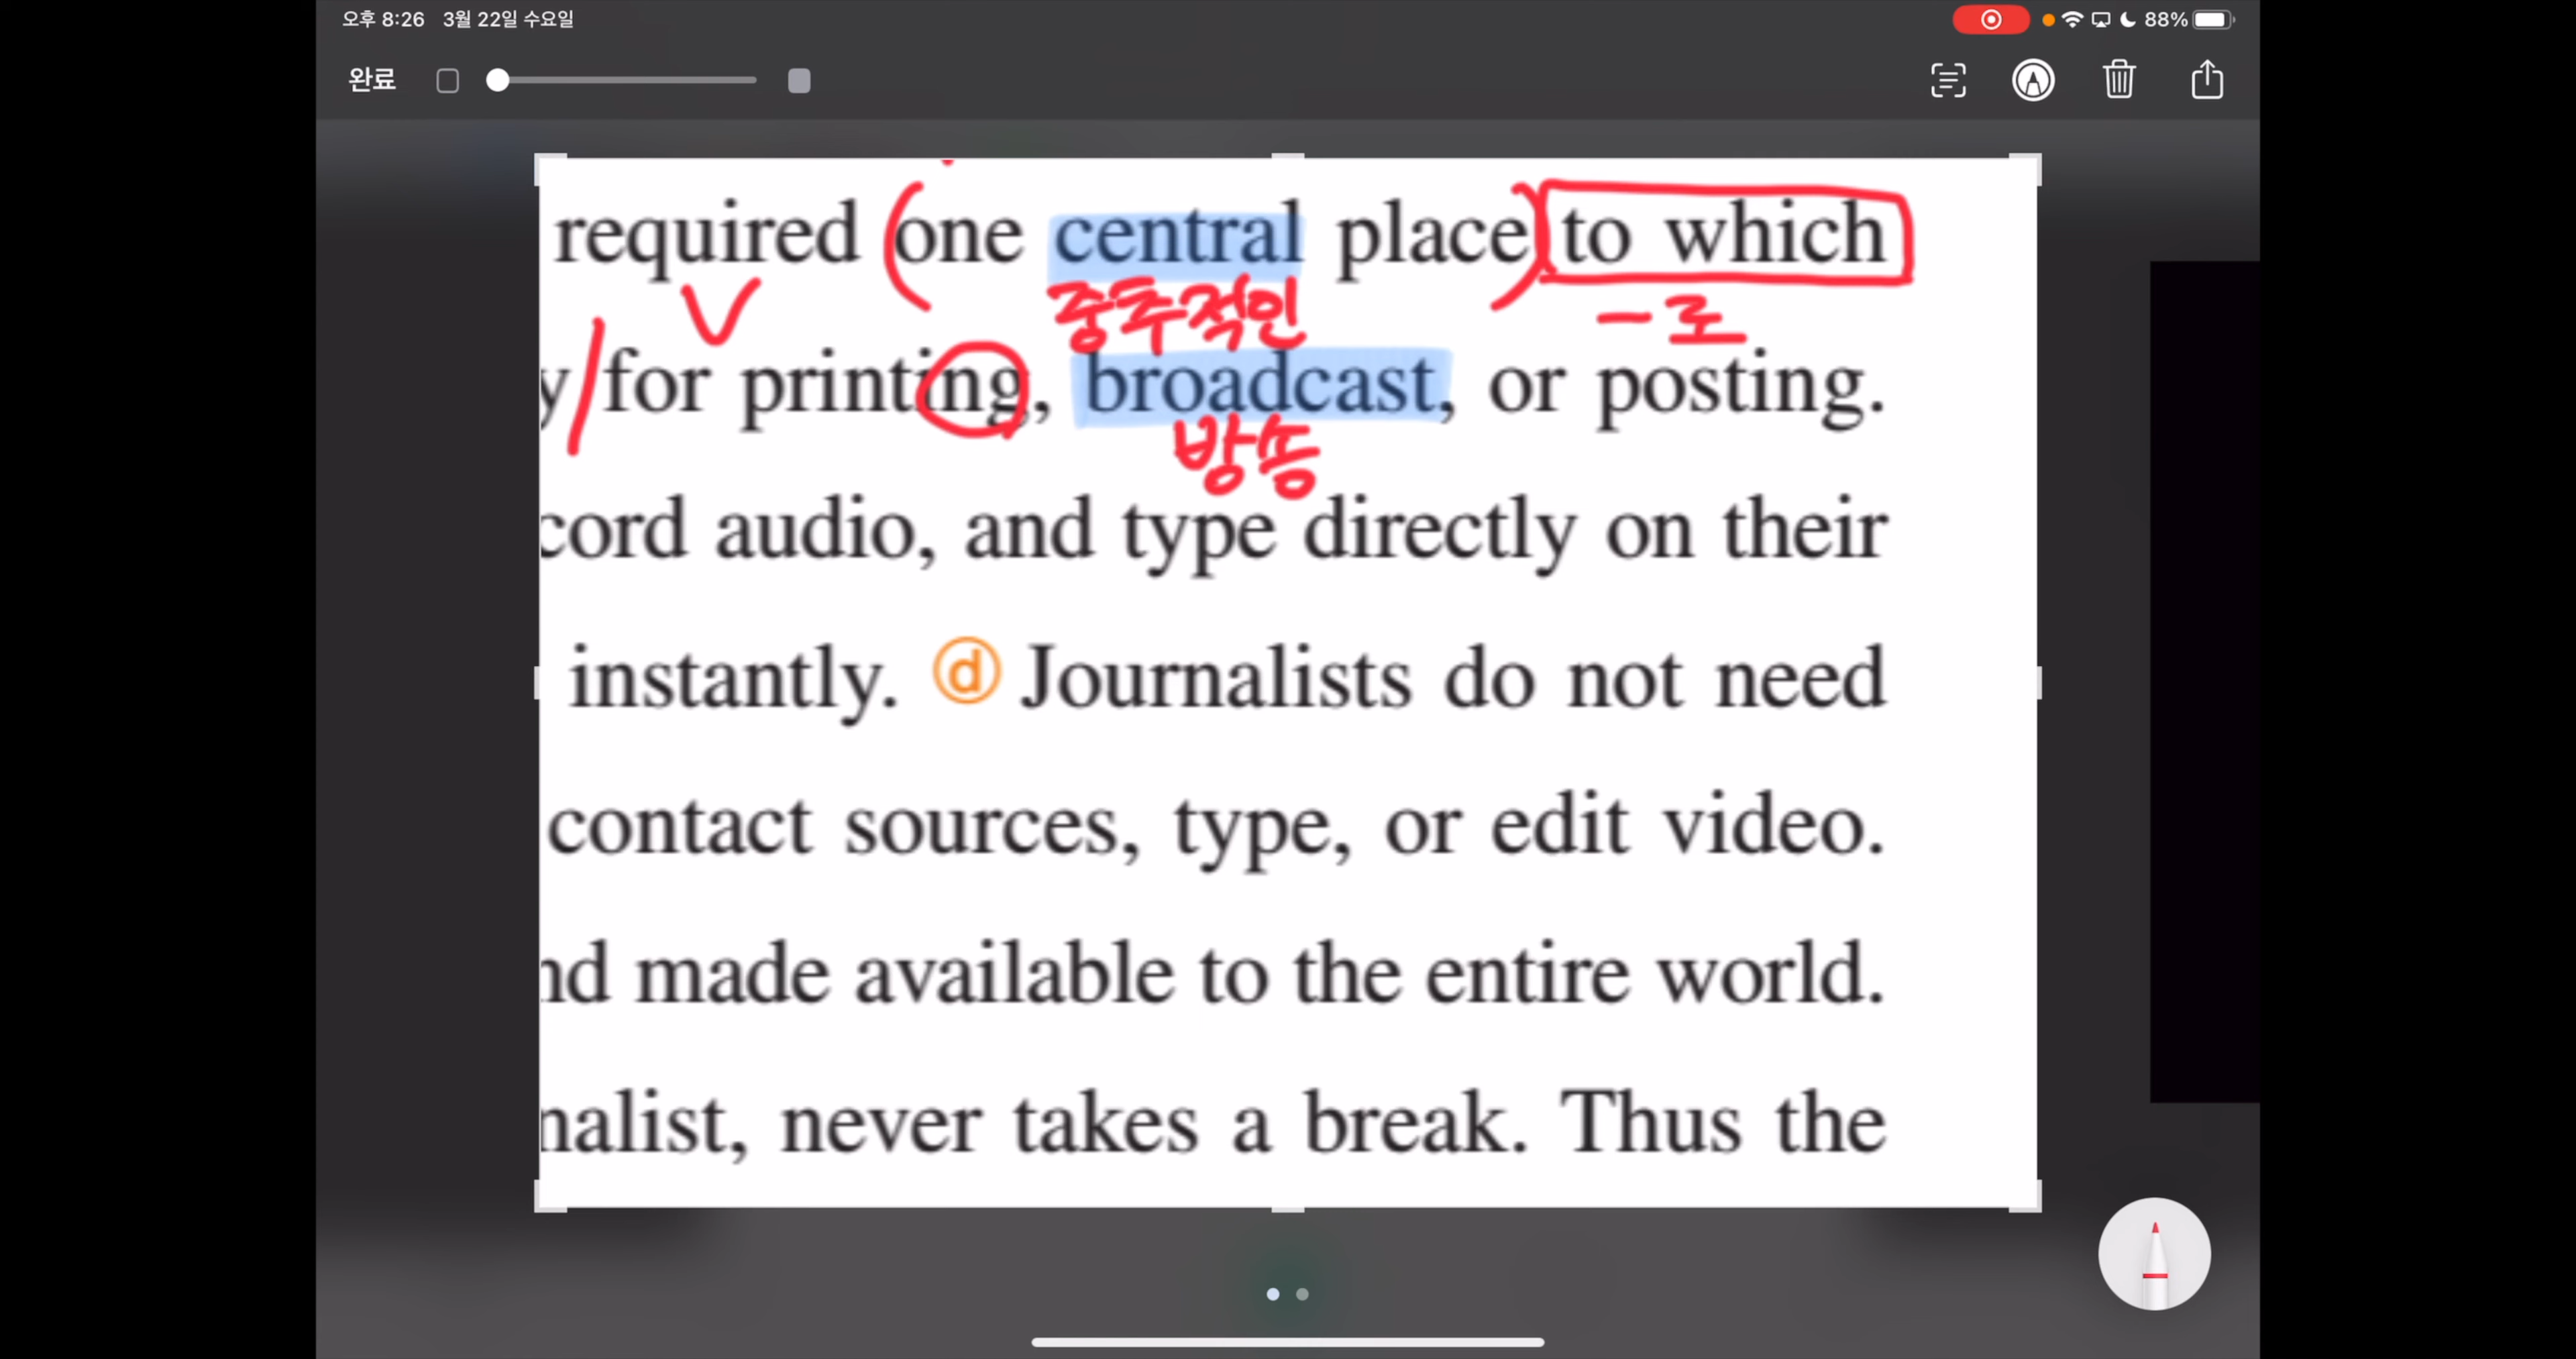 오후 8:26 3월 22일 수요일
88%
완료
required one central place to which
중추적인
-로
y for printing, broadcast, or posting.
방송
cord audio, and type directly on their
instantly. ⓓ Journalists do not need
contact sources, type, or edit video.
nd made available to the entire world.
nalist, never takes a break. Thus the